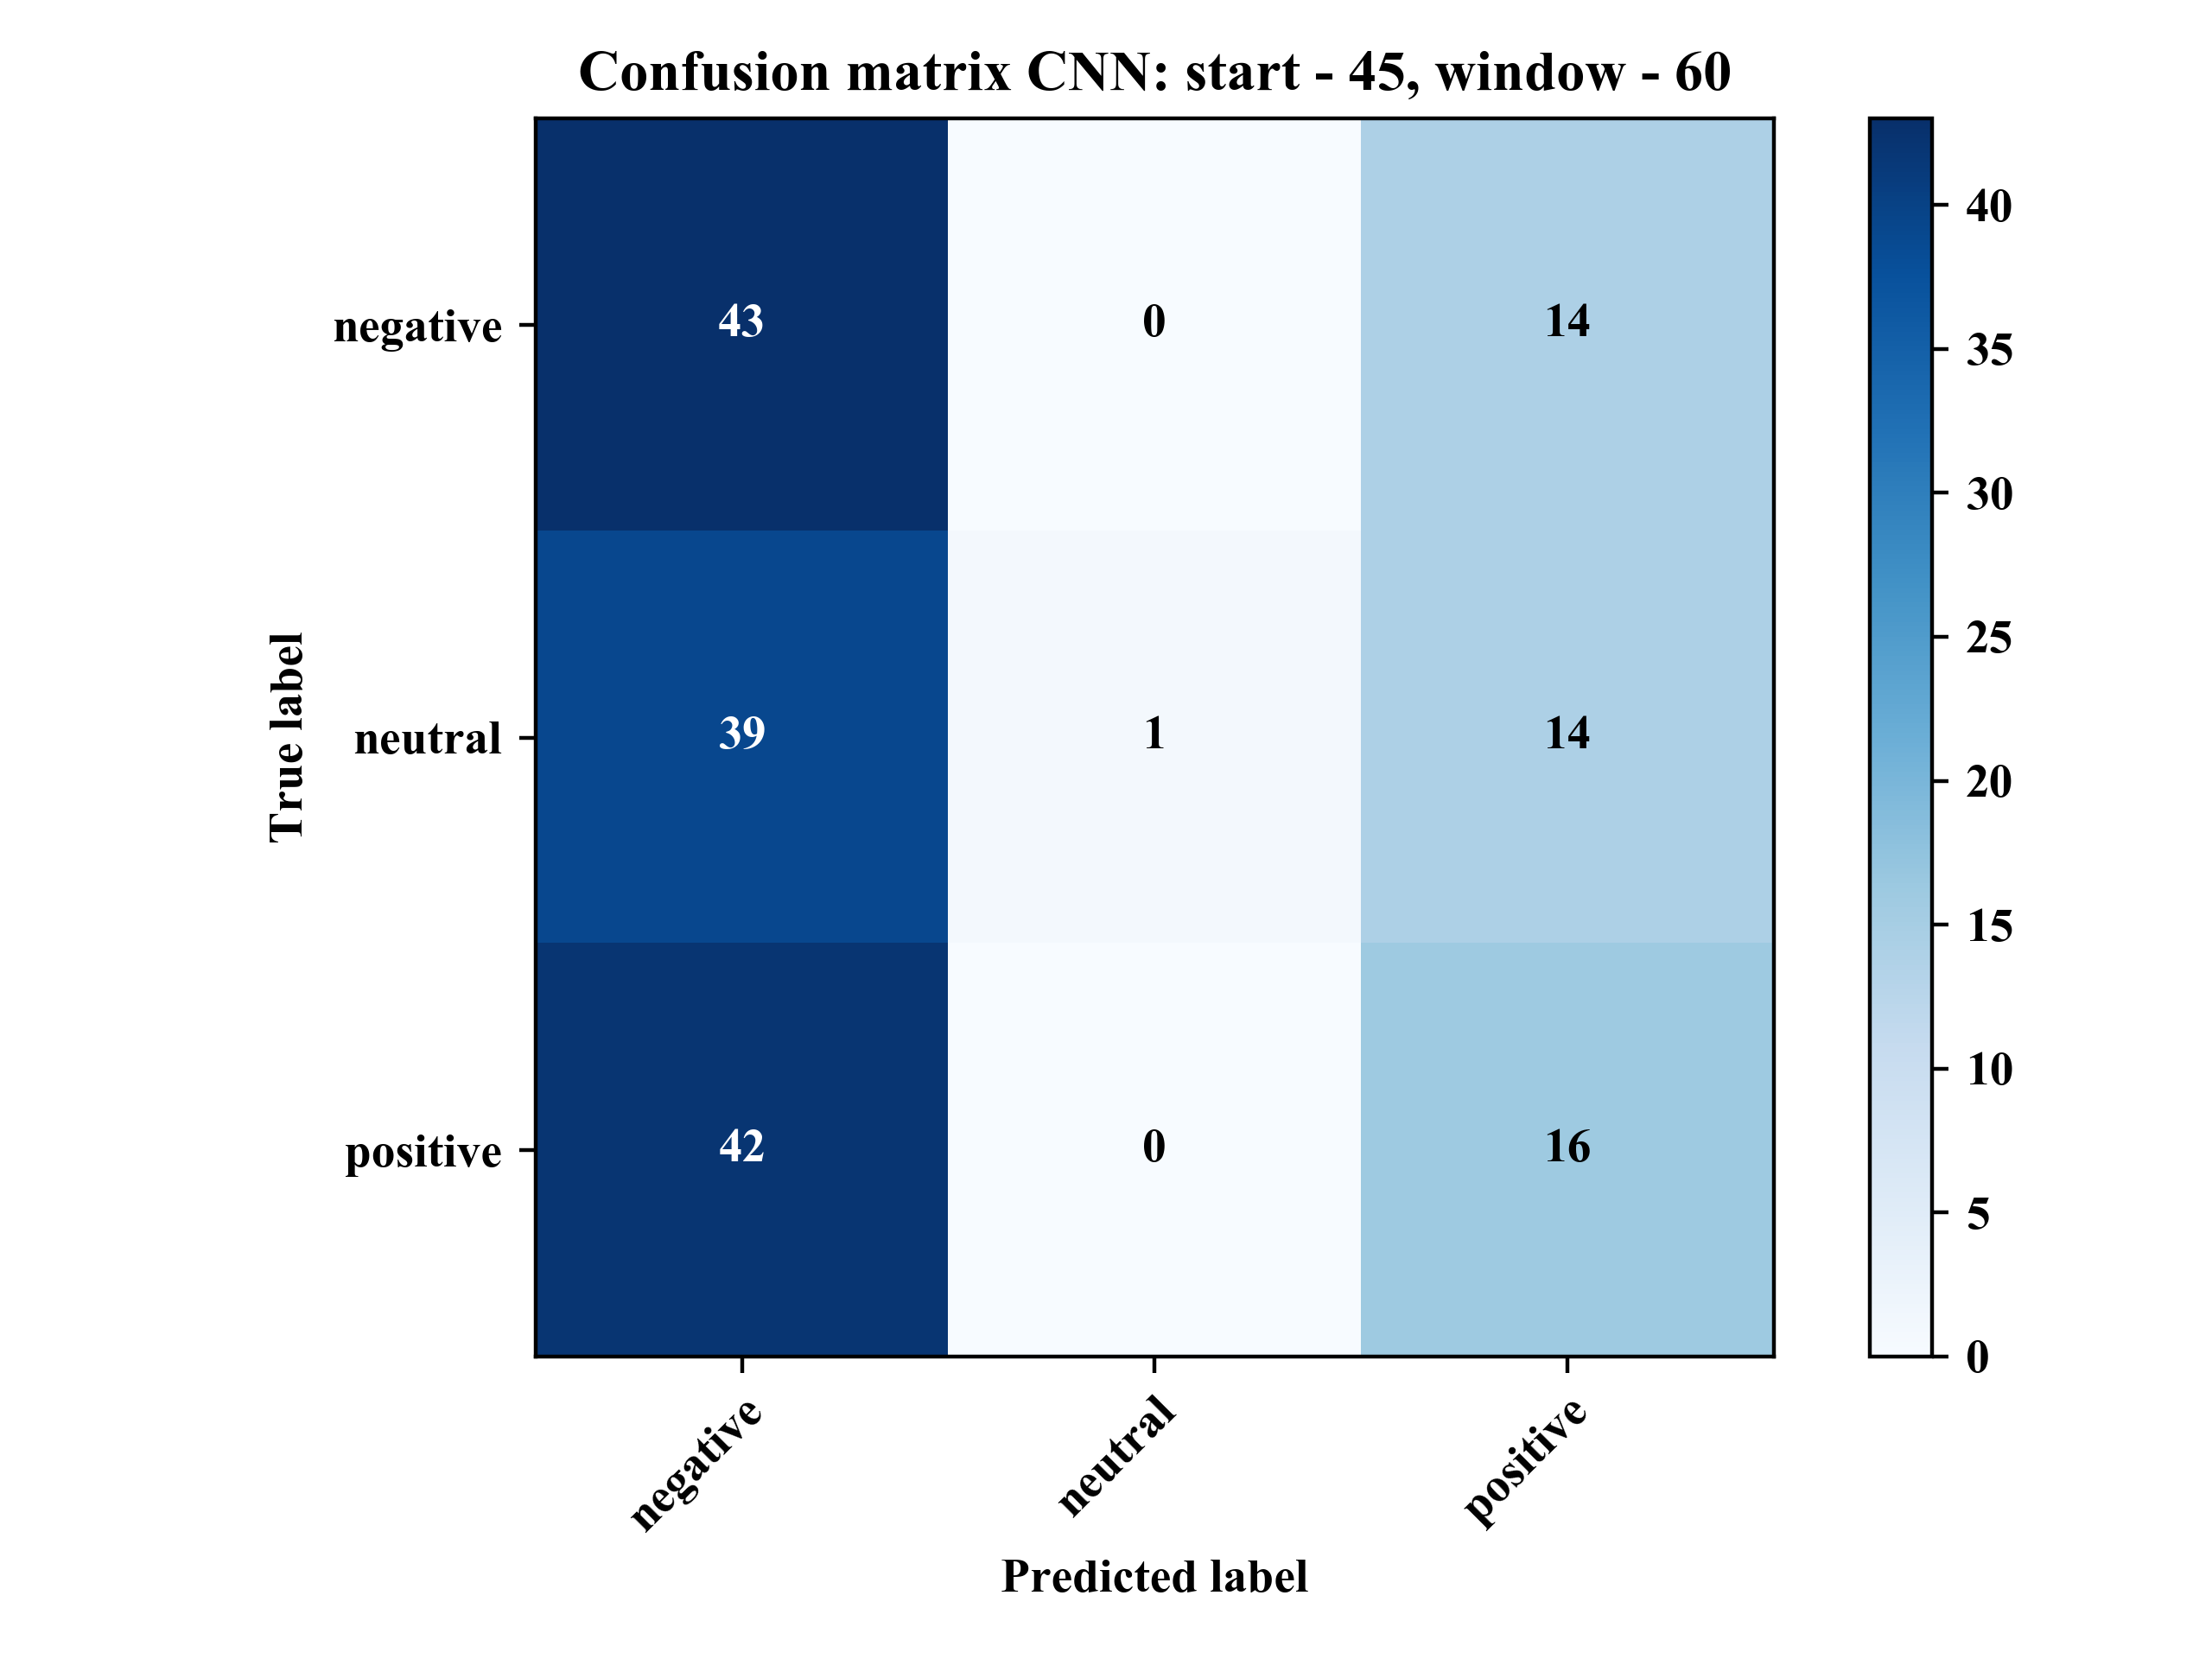 Confusion matrix CNN: start - 45, window - 60
True label
negative 43 0 14
neutral 39 1 14
positive 42 0 16
negative neutral positive
Predicted label
40
35
30
25
20
15
10
5
0